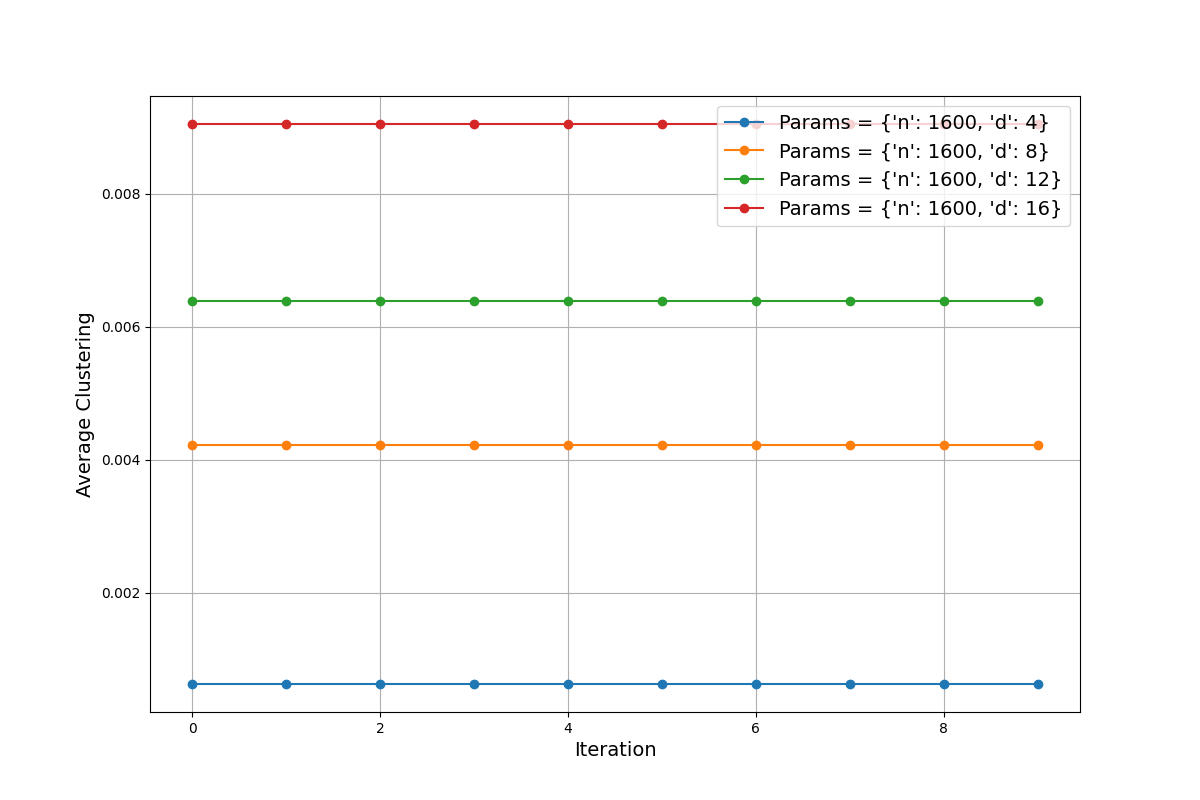 Params = {'n': 1600, 'd': 4}
Params = {'n': 1600, 'd': 8}
Params = {'n': 1600, 'd': 12}
Params = {'n': 1600, 'd': 16}
0.008
0.006
0.004
0.002
Average Clustering
0 2 4 6 8
Iteration